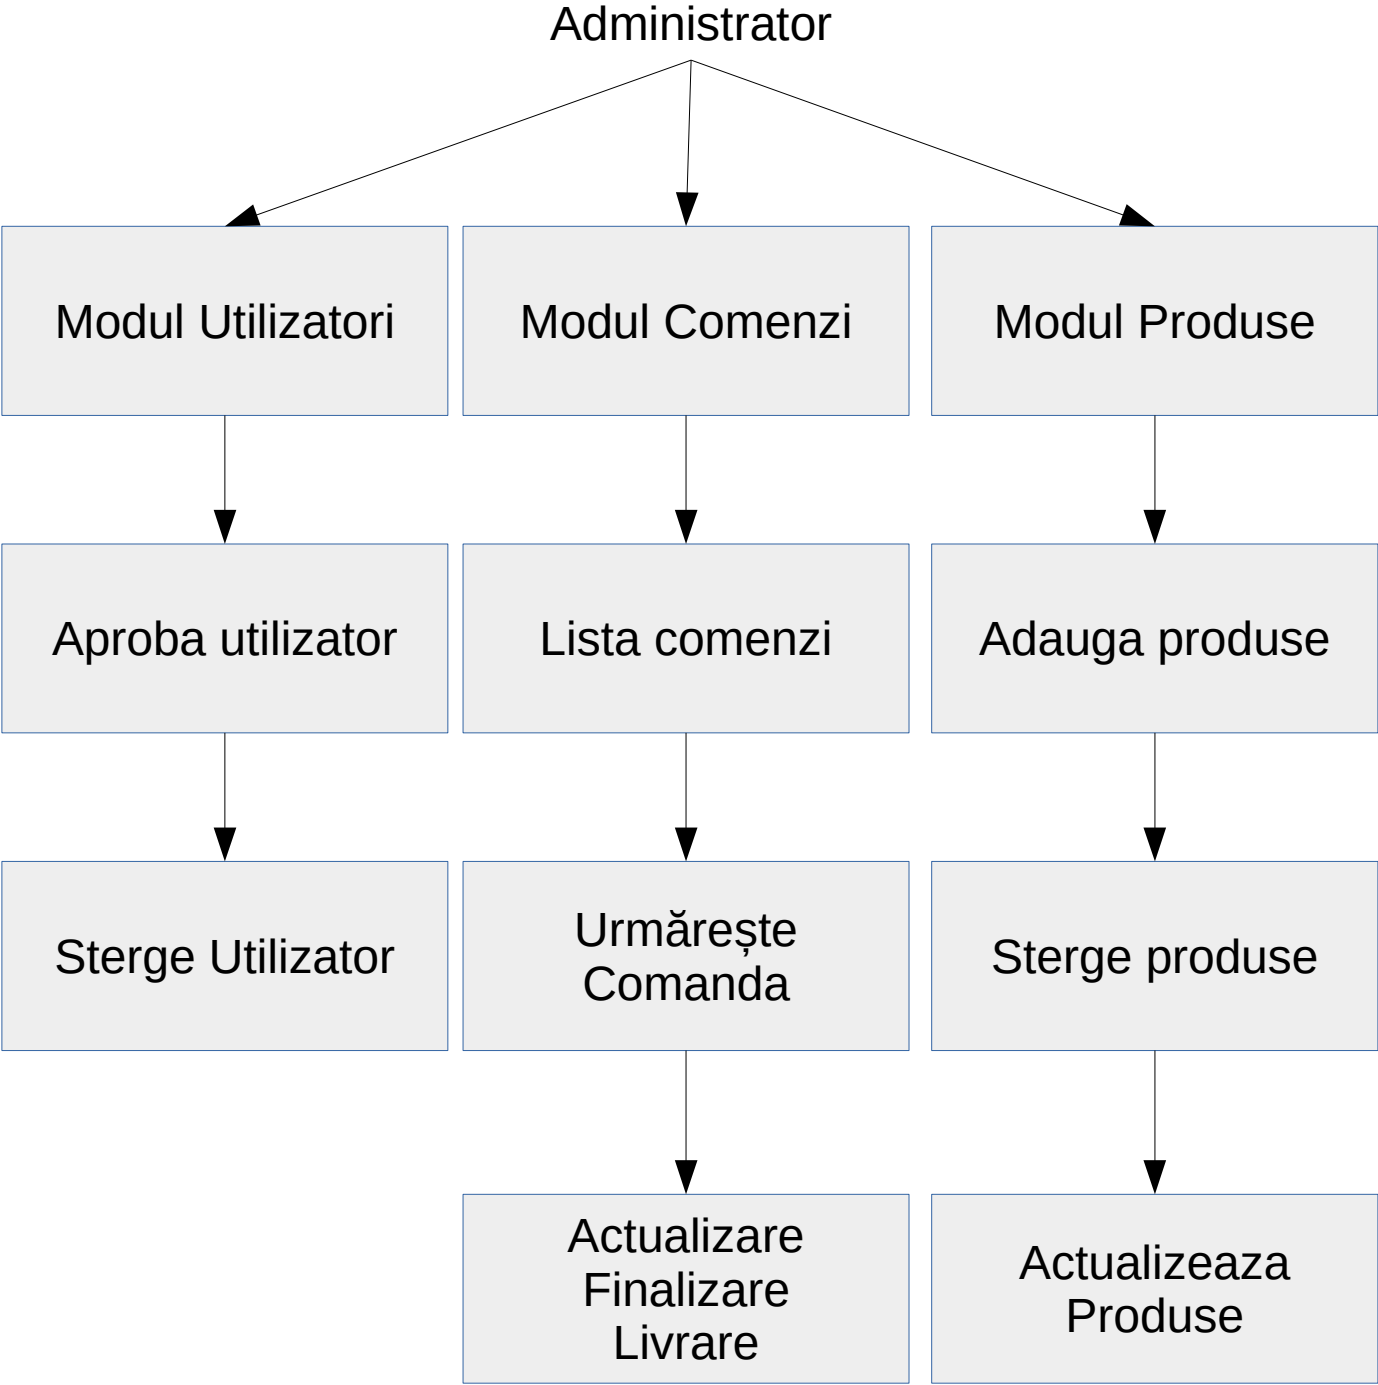 Administrator
Modul Utilizatori
Modul Comenzi
Modul Produse
Aproba utilizator
Lista comenzi
Adauga produse
Sterge Utilizator
Urmărește
Comanda
Sterge produse
Actualizare
Finalizare
Livrare
Actualizeaza
Produse